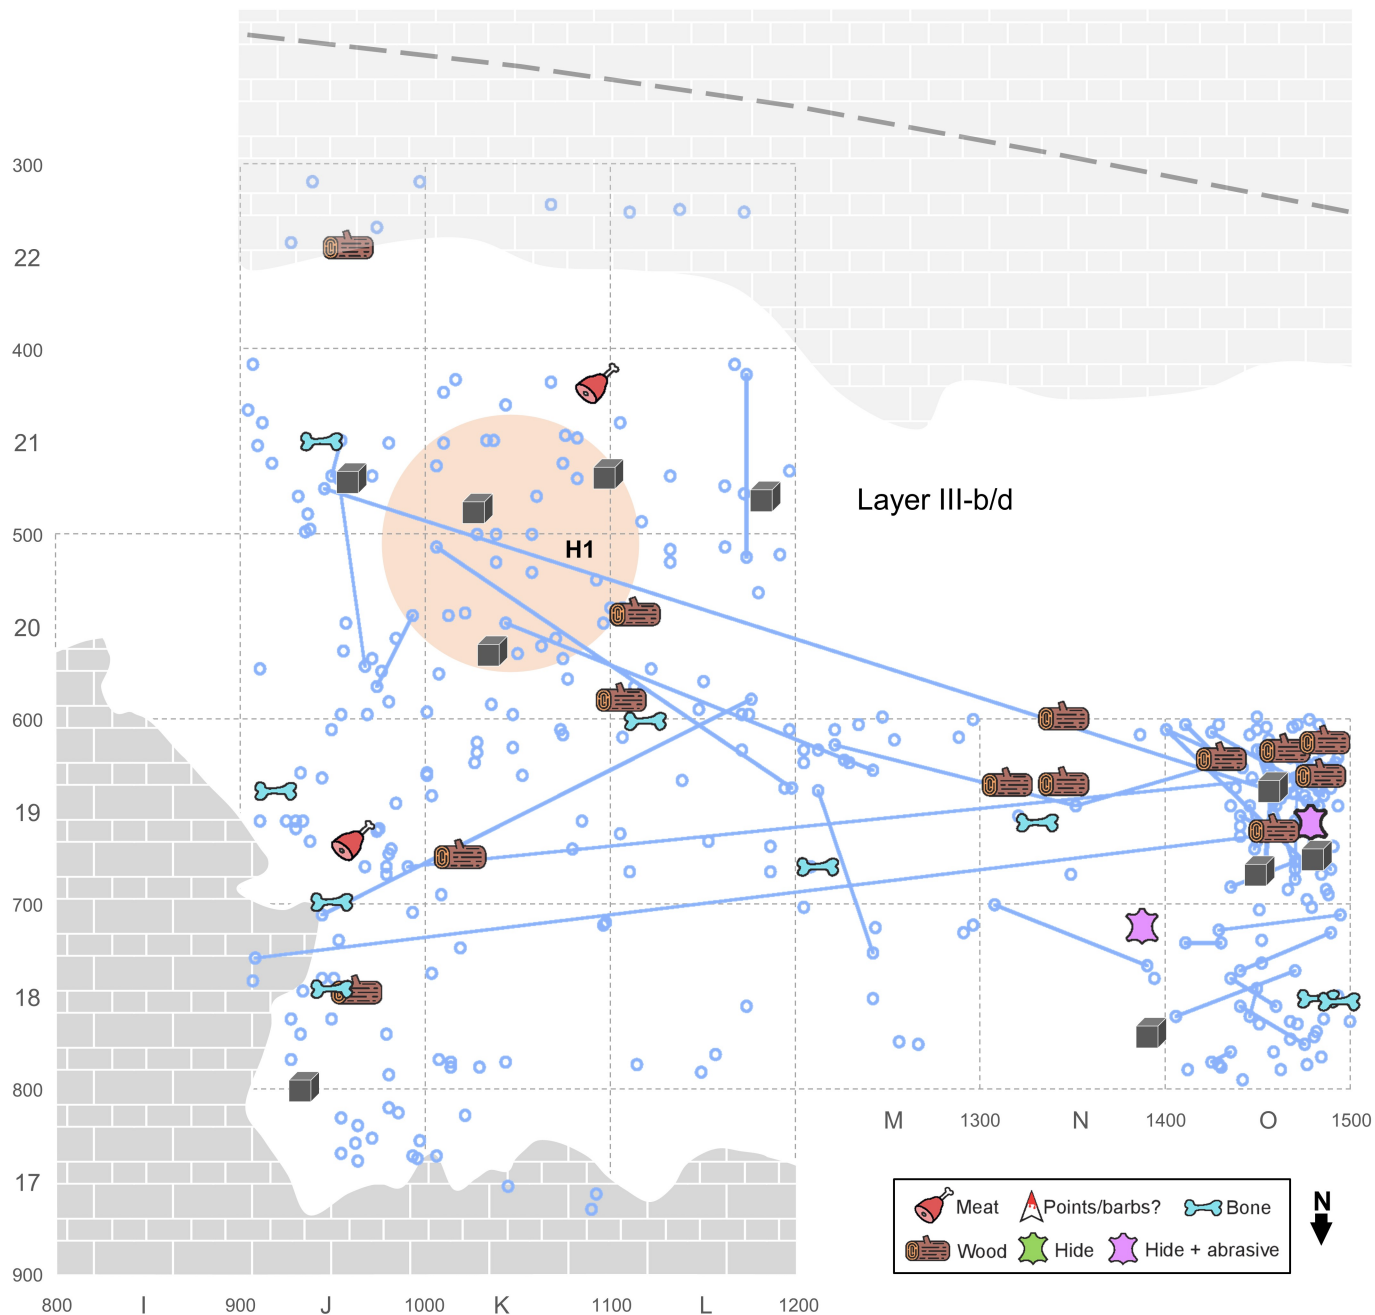 300
22
400
21
Layer III-b/d
500
H1
20
600
19
700
18
800
M 1300 N 1400 O 1500
17
Meat Points/barbs? Bone
N
Wood Hide Hide + abrasive
900
800 I 900 J 1000 K 1100 L 1200